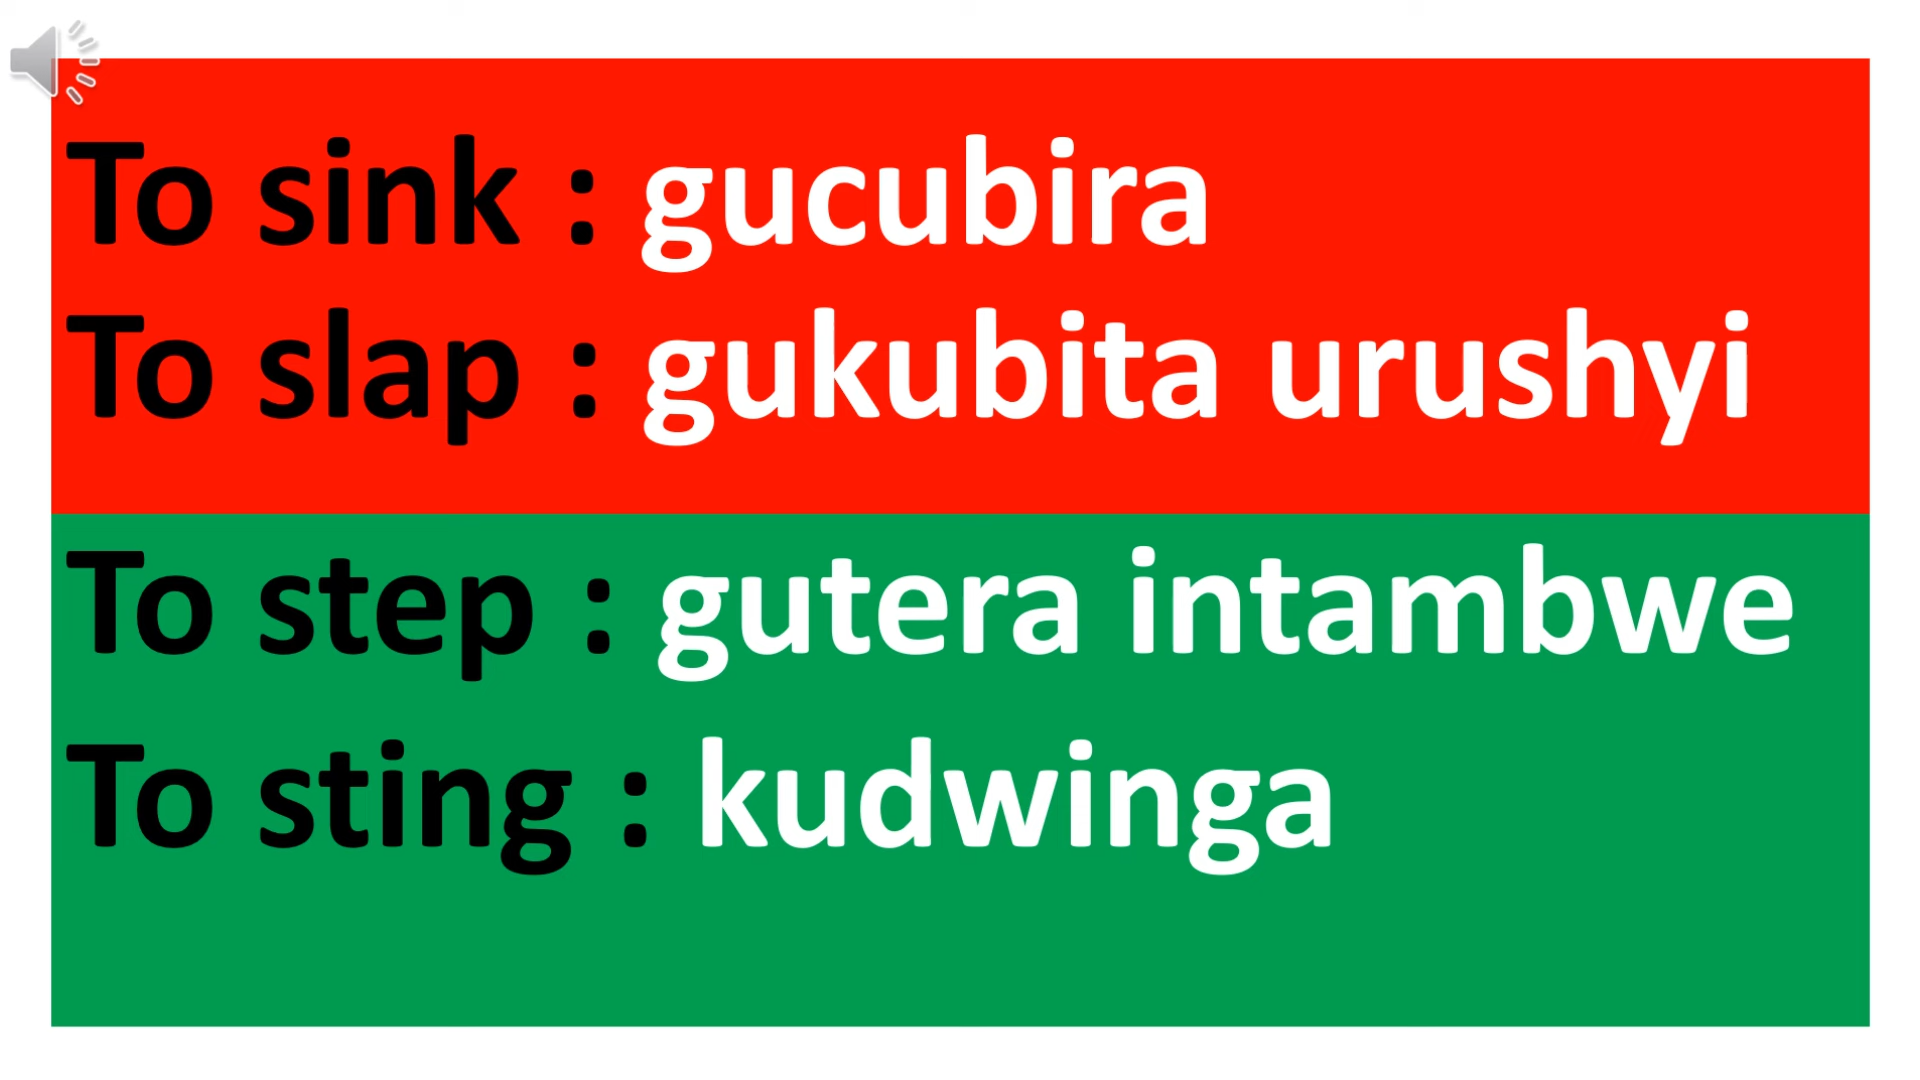 To sink : gucubira
To slap : gukubita urushyi
To step : gutera intambwe
To sting : kudwinga